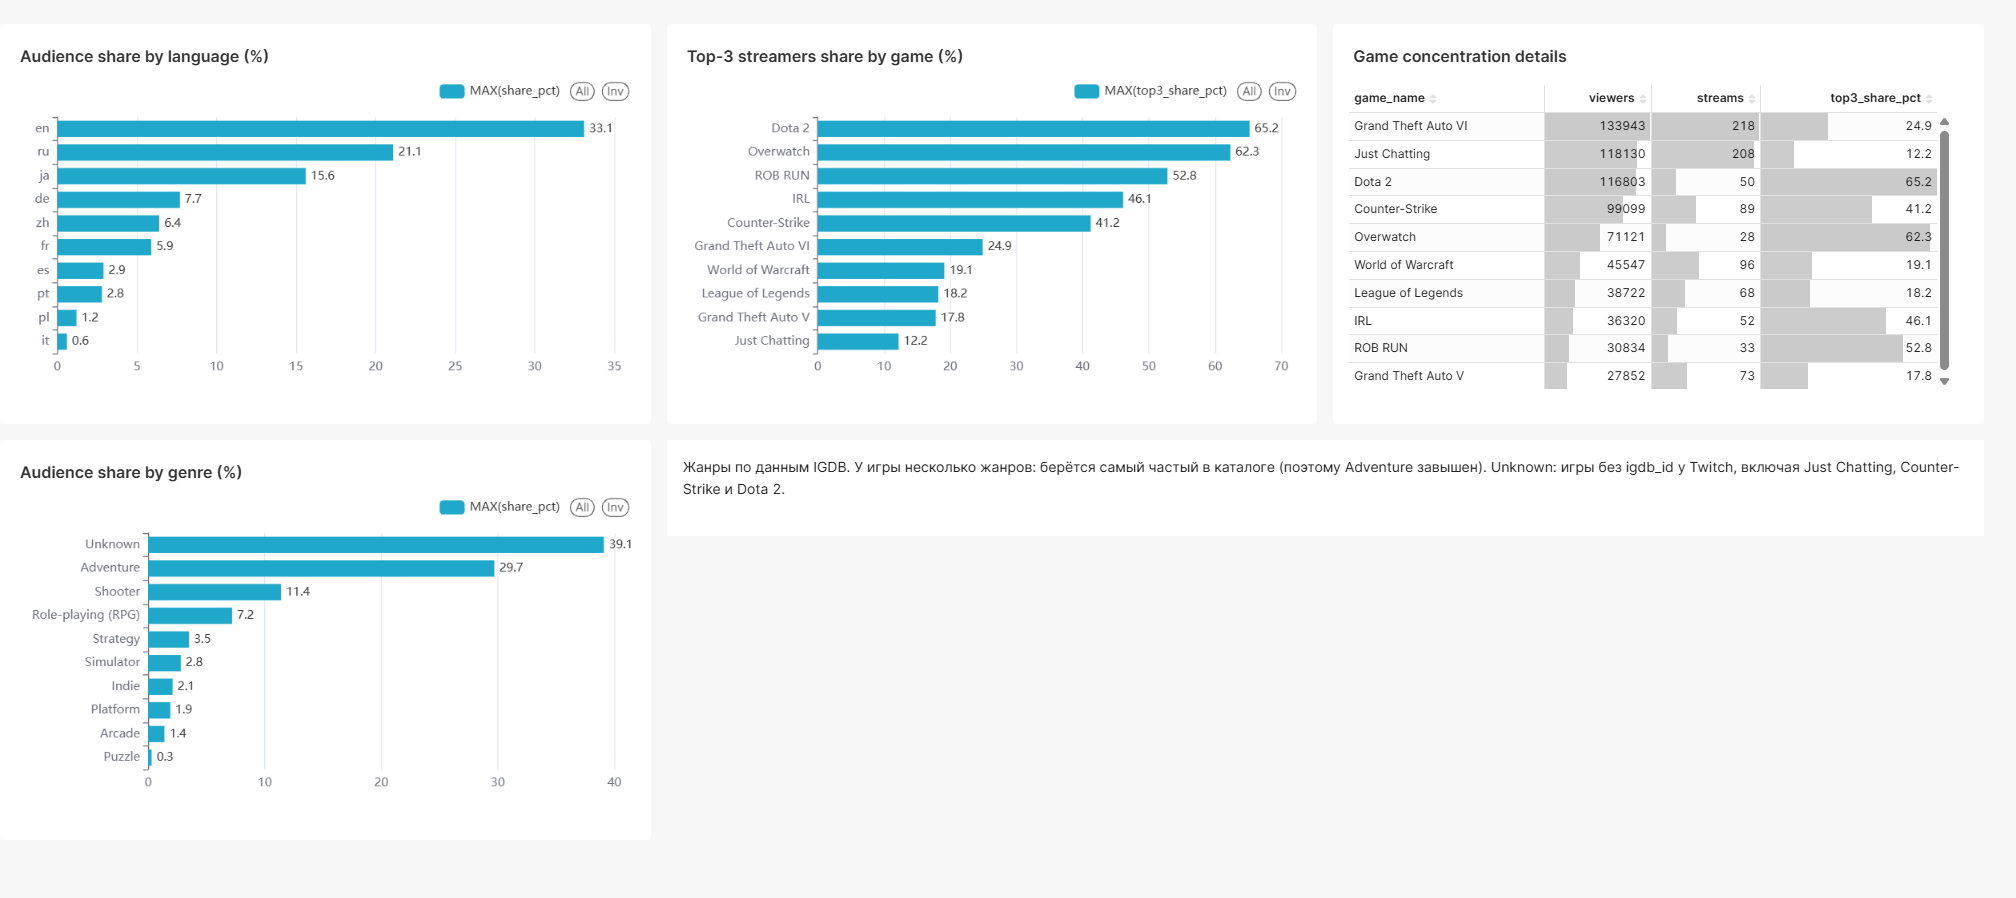 Audience share by language (%)
MAX(share_pct) All Inv
en 33.1
ru 21.1
ja 15.6
de 7.7
zh 6.4
fr 5.9
es 2.9
pt 2.8
pl 1.2
it 0.6
0 5 10 15 20 25 30 35
Top-3 streamers share by game (%)
MAX(top3_share_pct) All Inv
Dota 2 65.2
Overwatch 62.3
ROB RUN 52.8
IRL 46.1
Counter-Strike 41.2
Grand Theft Auto VI 24.9
World of Warcraft 19.1
League of Legends 18.2
Grand Theft Auto V 17.8
Just Chatting 12.2
0 10 20 30 40 50 60 70
Game concentration details
game_name viewers streams top3_share_pct
Grand Theft Auto VI 133943 218 24.9
Just Chatting 118130 208 12.2
Dota 2 116803 50 65.2
Counter-Strike 99099 89 41.2
Overwatch 71121 28 62.3
World of Warcraft 45547 96 19.1
League of Legends 38722 68 18.2
IRL 36320 52 46.1
ROB RUN 30834 33 52.8
Grand Theft Auto V 27852 73 17.8
Audience share by genre (%)
MAX(share_pct) All Inv
Unknown 39.1
Adventure 29.7
Shooter 11.4
Role-playing (RPG) 7.2
Strategy 3.5
Simulator 2.8
Indie 2.1
Platform 1.9
Arcade 1.4
Puzzle 0.3
0 10 20 30 40
Жанры по данным IGDB. У игры несколько жанров: берётся самый частый в каталоге (поэтому Adventure завышен). Unknown: игры без igdb_id у Twitch, включая Just Chatting, Counter-
Strike и Dota 2.